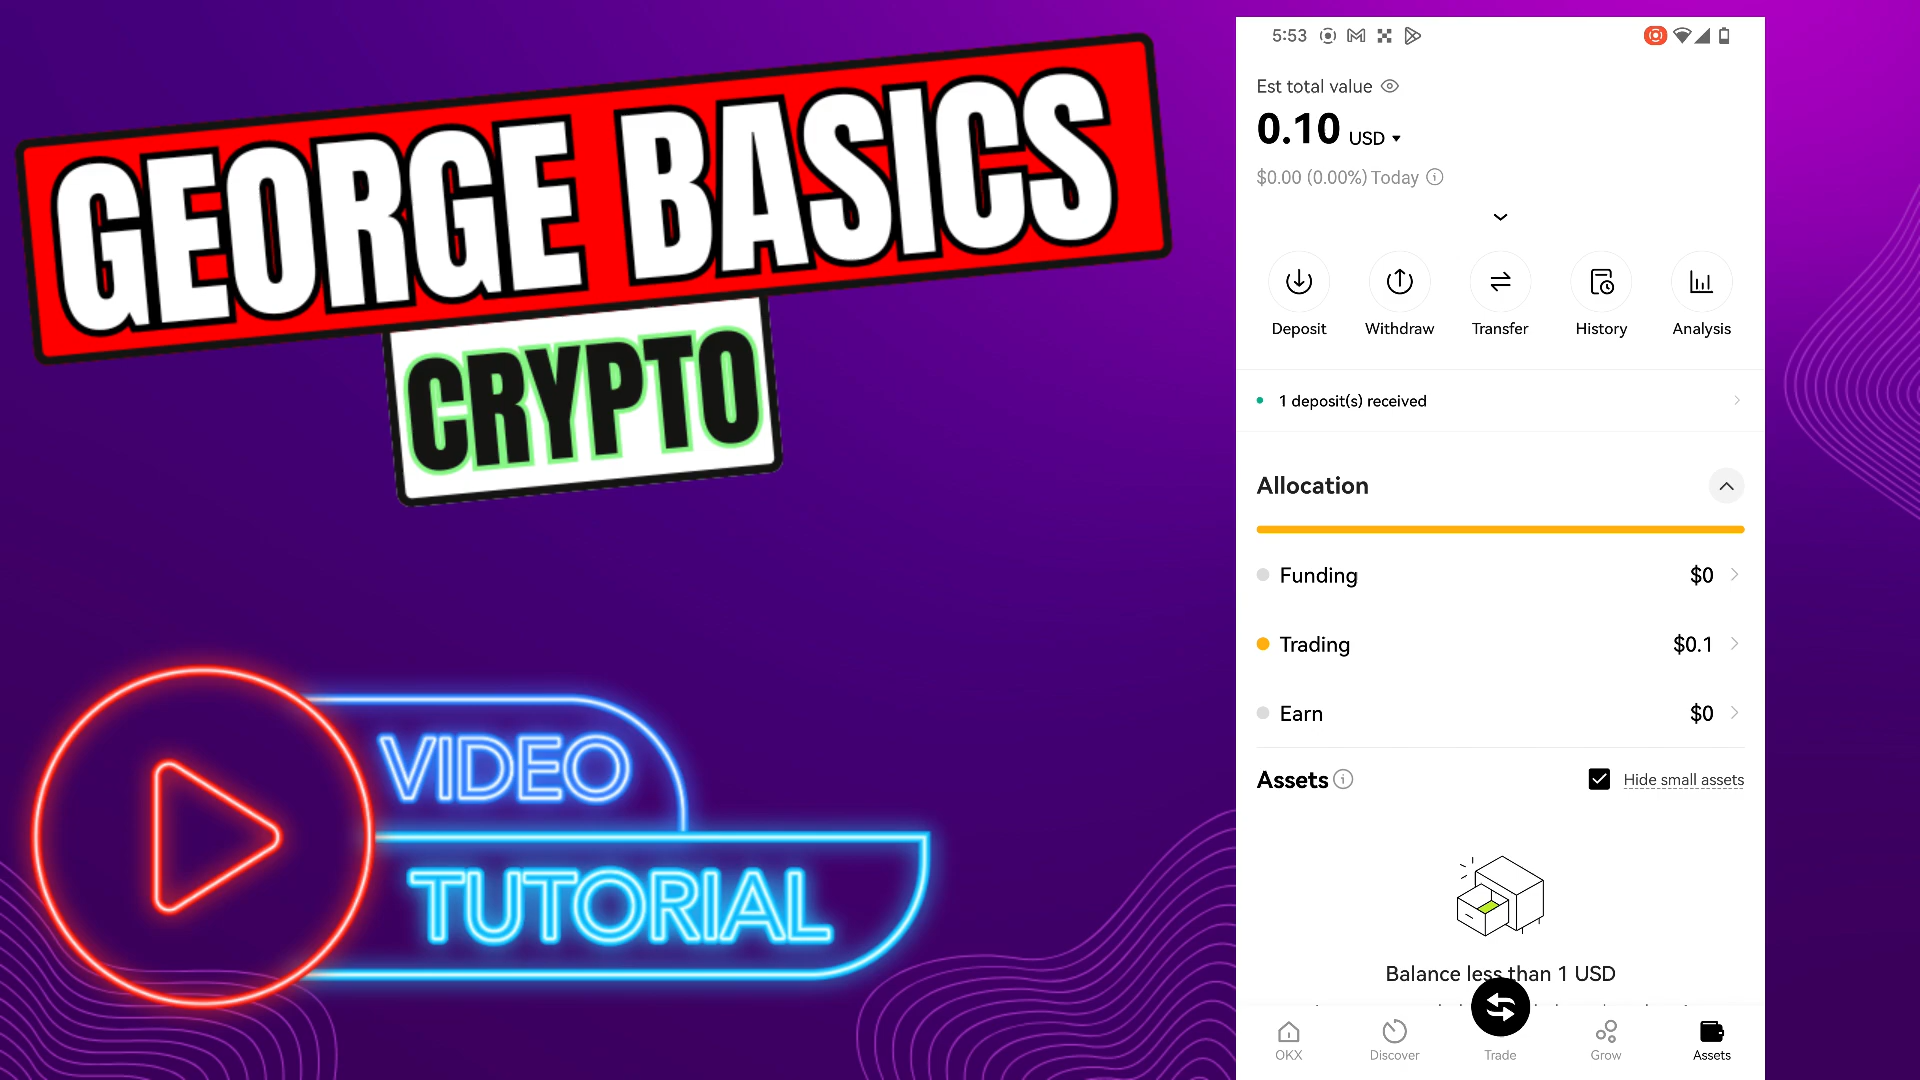 GEORGE BASICS
CRYPTO
VIDEO
TUTORIAL
5:53
Est total value
0.10 USD
$0.00 (0.00%) Today
Deposit Withdraw Transfer History Analysis
1 deposit(s) received
Allocation
Funding $0
Trading $0.1
Earn $0
Assets Hide small assets
Balance less than 1 USD
OKX Discover Trade Grow Assets